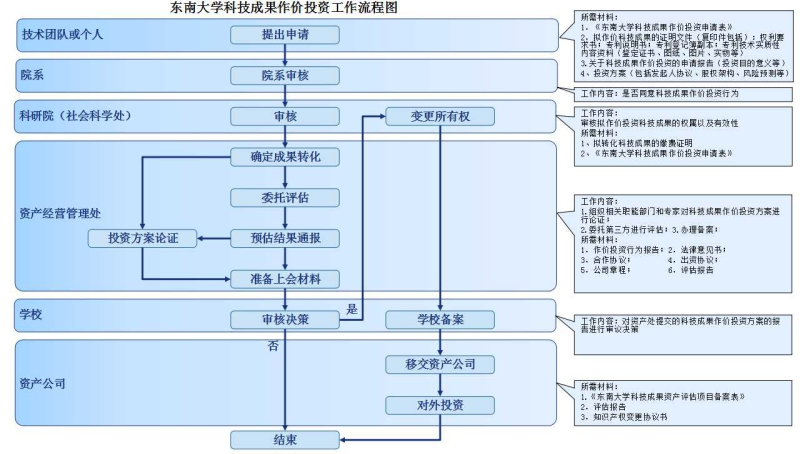 东南大学科技成果作价投资工作流程图
技术团队或个人
提出申请
所需材料：
1、《东南大学科技成果作价投资申请表》
2、拟作价科技成果的证明文件（复印件包括）；权利要
求书；专利说明书；专利登记簿副本；专利技术实质性
内容资料（鉴定证书、图纸、图片、实物等）
3.关于科技成果作价投资的申请报告（投资目的意义等）
4、投资方案（包括发起人协议、股权架构、风险预测等）
院系
院系审核
工作内容：是否同意科技成果作价投资行为
科研院（社会科学处）
审核
变更所有权
工作内容：
审核拟作价投资科技成果的权属以及有效性
所需材料：
1、拟转化科技成果的缴费证明
2、《东南大学科技成果作价投资申请表》
资产经营管理处
确定成果转化
委托评估
投资方案论证
预估结果通报
准备上会材料
工作内容：
1.组织相关职能部门和专家对科技成果作价投资方案进
行论证；
2.委托第三方进行评估；3.办理备案；
所需材料：
1、作价投资行为报告；2、法律意见书；
3、合作协议； 4、出资协议；
5、公司章程； 6、评估报告
学校
审核决策
是
学校备案
否
工作内容：对资产处提交的科技成果作价投资方案的报
告进行审议决策
资产公司
移交资产公司
对外投资
所需材料：
1.《东南大学科技成果资产评估项目备案表》
2、评估报告
3、知识产权变更协议书
结束